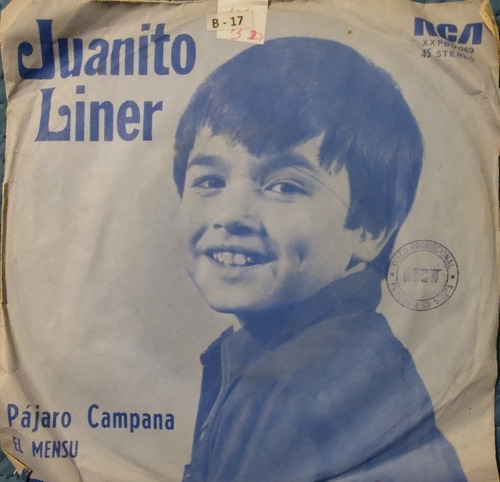 B - 17
Juanito
Liner
RCA
45 STEREO
Pájaro Campana
EL MENSU